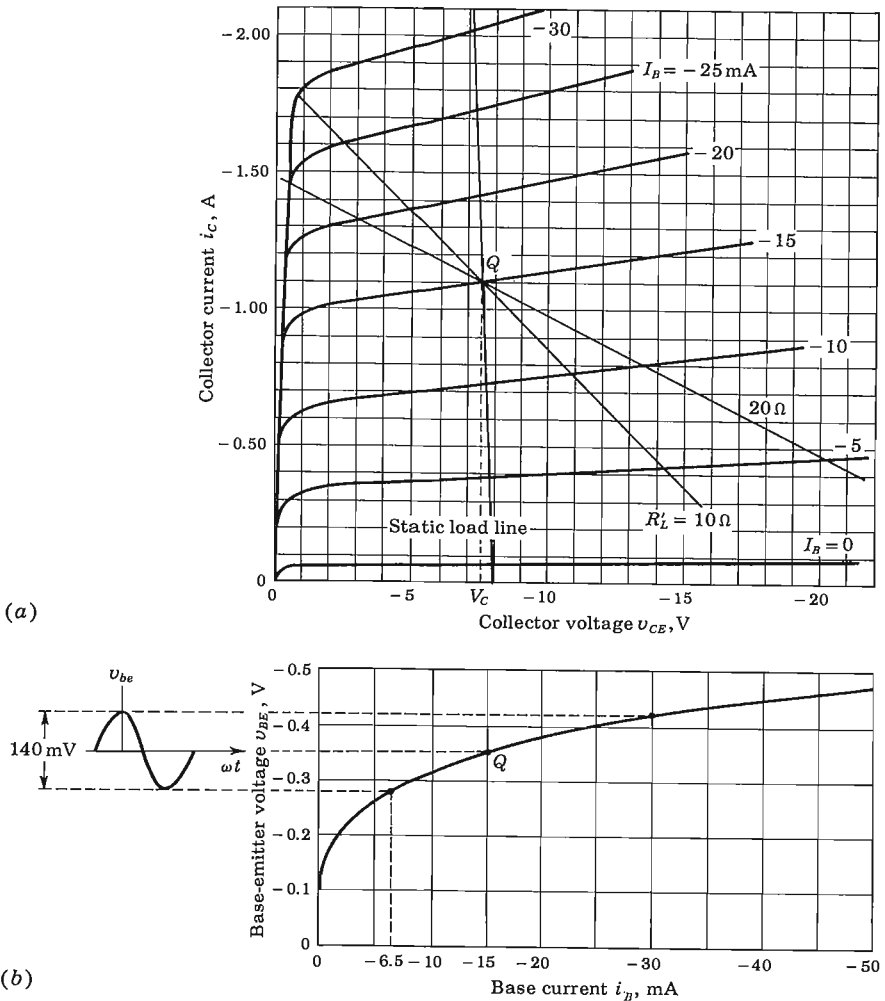 -2.00
-30
I_B = -25 mA
-1.50
-20
-15
Q
Collector current i_C, A
-1.00
-10
20 Ω
-0.50
-5
Static load line
R'_L = 10 Ω
I_B = 0
0
0
-5
V_C
-10
-15
-20
Collector voltage v_CE, V
(a)
v_be
140 mV
ωt
Base-emitter voltage v_BE, V
-0.5
-0.4
-0.3
-0.2
-0.1
0
Q
0
-6.5
-10
-15
-20
-30
-40
-50
Base current i_B, mA
(b)